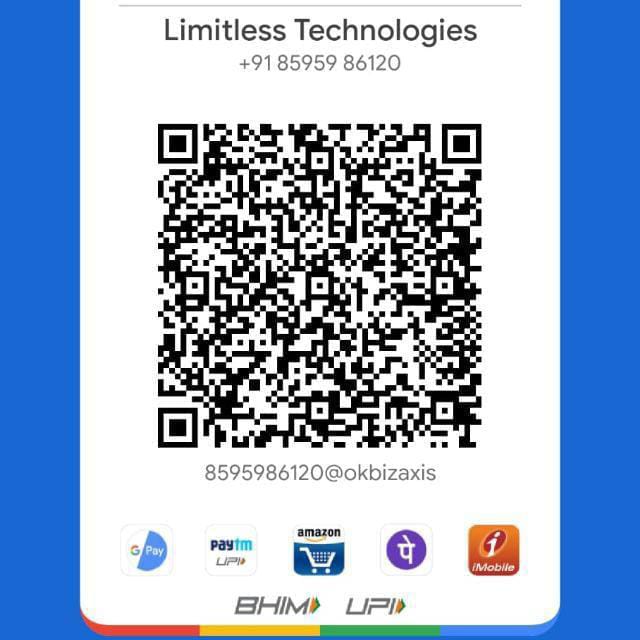 Limitless Technologies
+91 85959 86120
8595986120@okbizaxis
G Pay
paytm
UPI
amazon
पे
i
iMobile
BHIM UPI